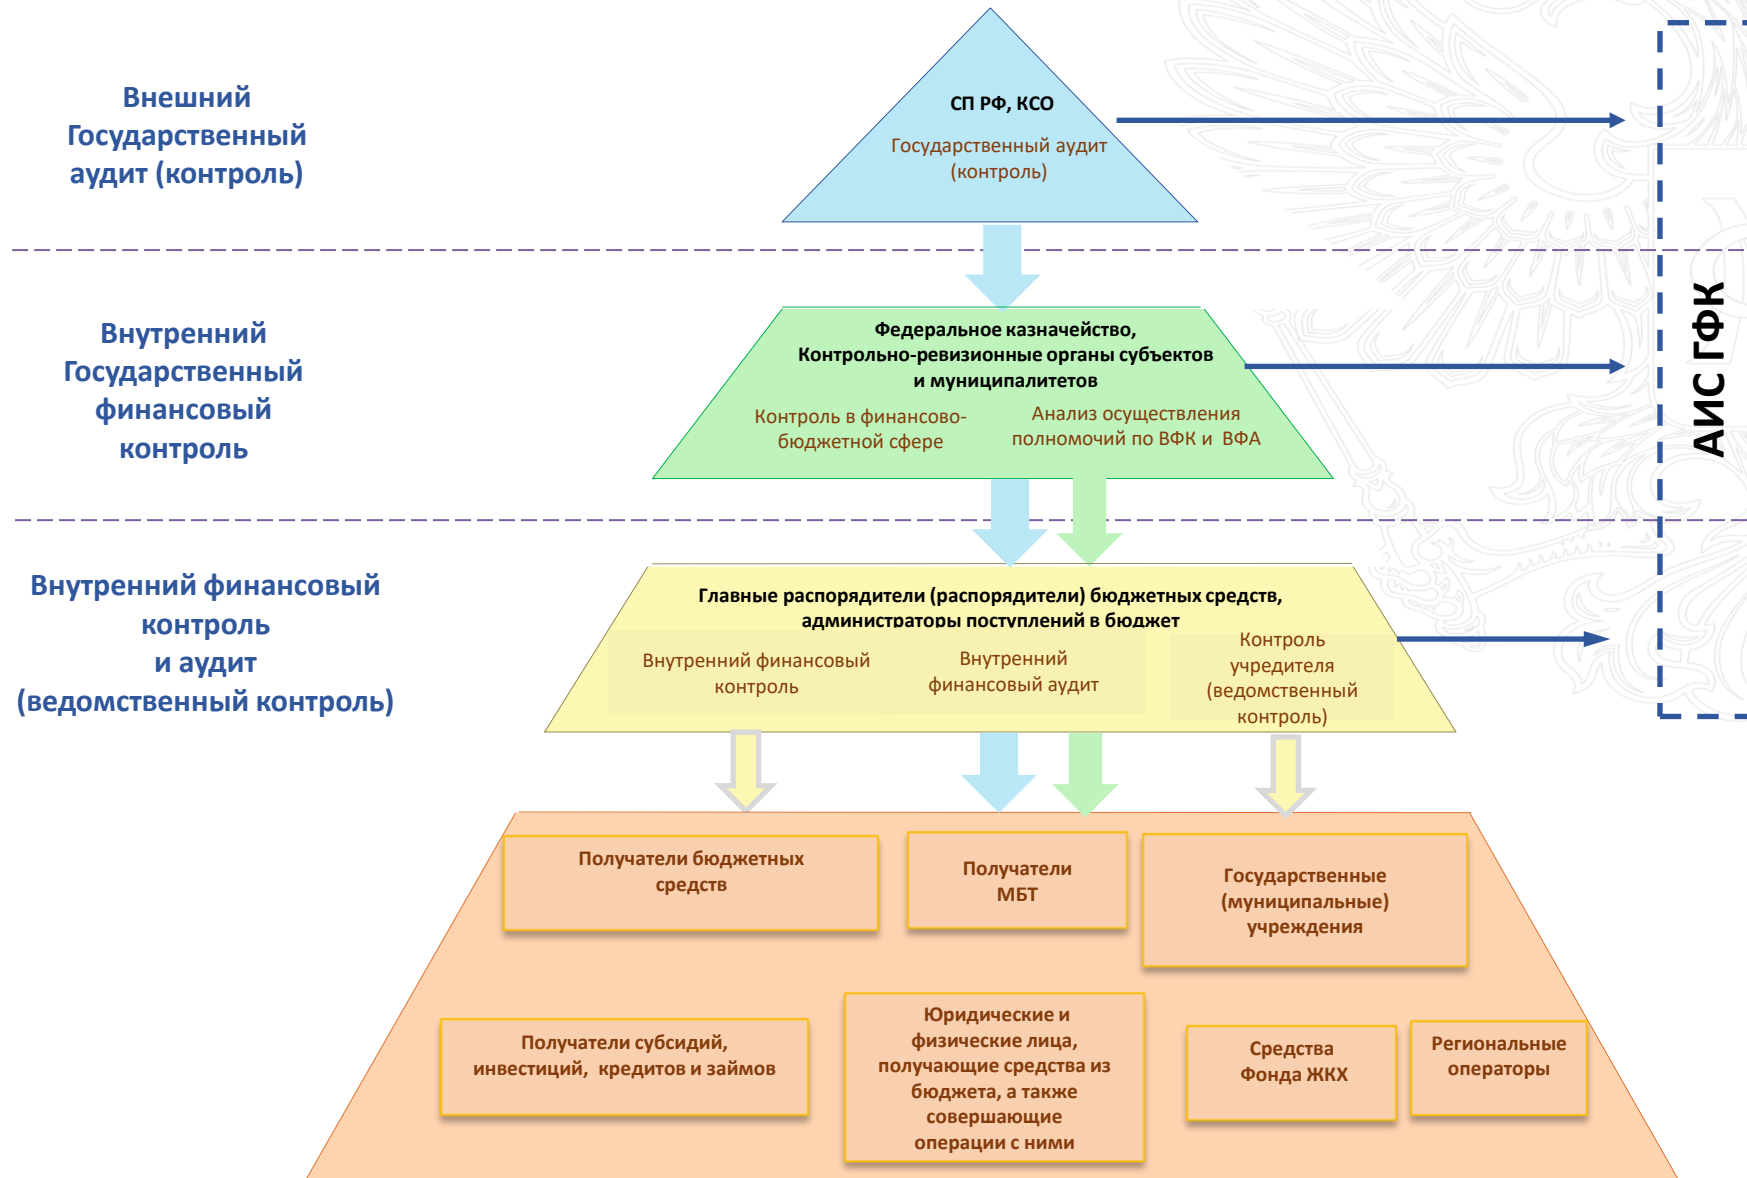 Внешний
Государственный
аудит (контроль)
СП РФ, КСО
Государственный аудит
(контроль)
Внутренний
Государственный
финансовый
контроль
Федеральное казначейство,
Контрольно-ревизионные органы субъектов
и муниципалитетов
Контроль в финансово-
бюджетной сфере
Анализ осуществления
полномочий по ВФК и ВФА
АИС ГФК
Внутренний финансовый
контроль
и аудит
(ведомственный контроль)
Главные распорядители (распорядители) бюджетных средств,
администраторы поступлений в бюджет
Внутренний финансовый
контроль
Внутренний
финансовый аудит
Контроль
учредителя
(ведомственный
контроль)
Получатели бюджетных
средств
Получатели
МБТ
Государственные
(муниципальные)
учреждения
Получатели субсидий,
инвестиций, кредитов и займов
Юридические и
физические лица,
получающие средства из
бюджета, а также
совершающие
операции с ними
Средства
Фонда ЖКХ
Региональные
операторы